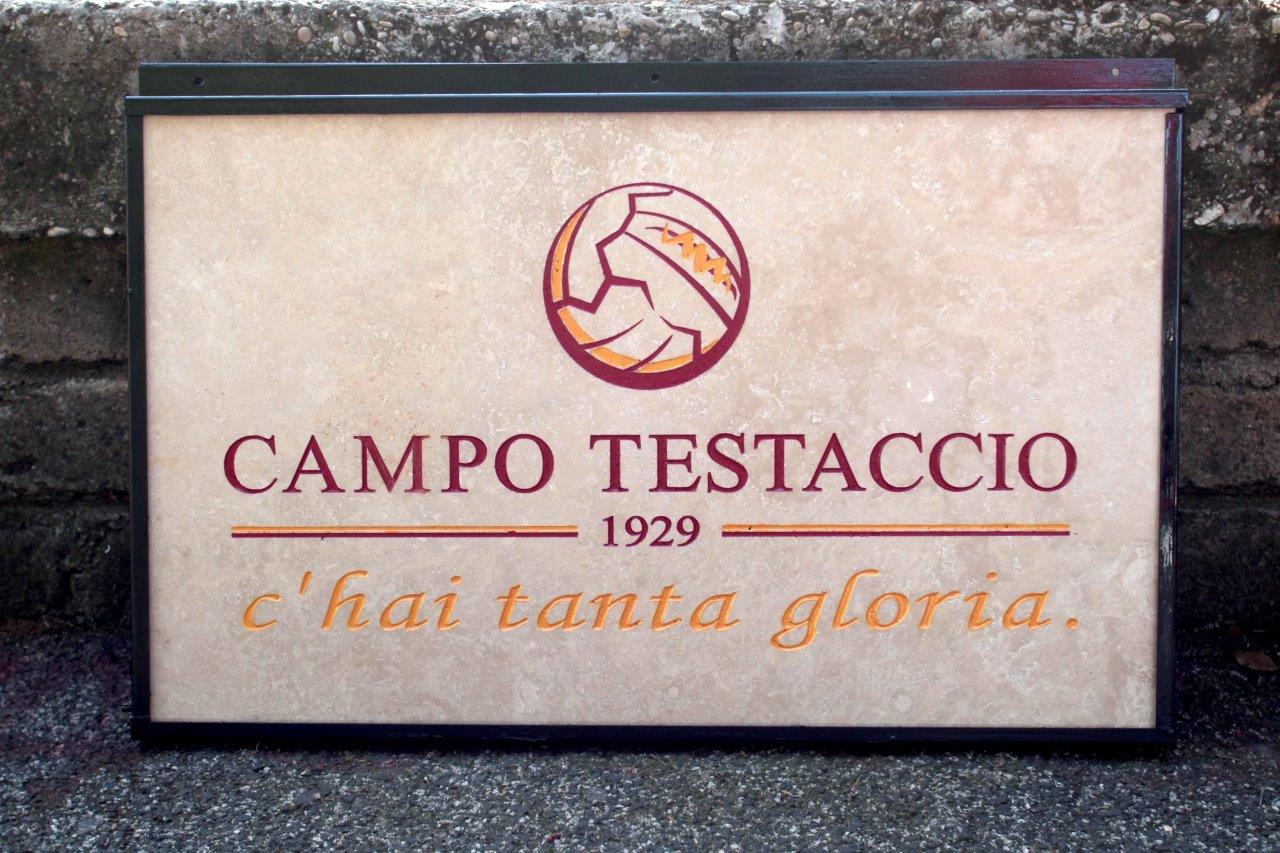 CAMPO TESTACCIO
1929
c'hai tanta gloria.